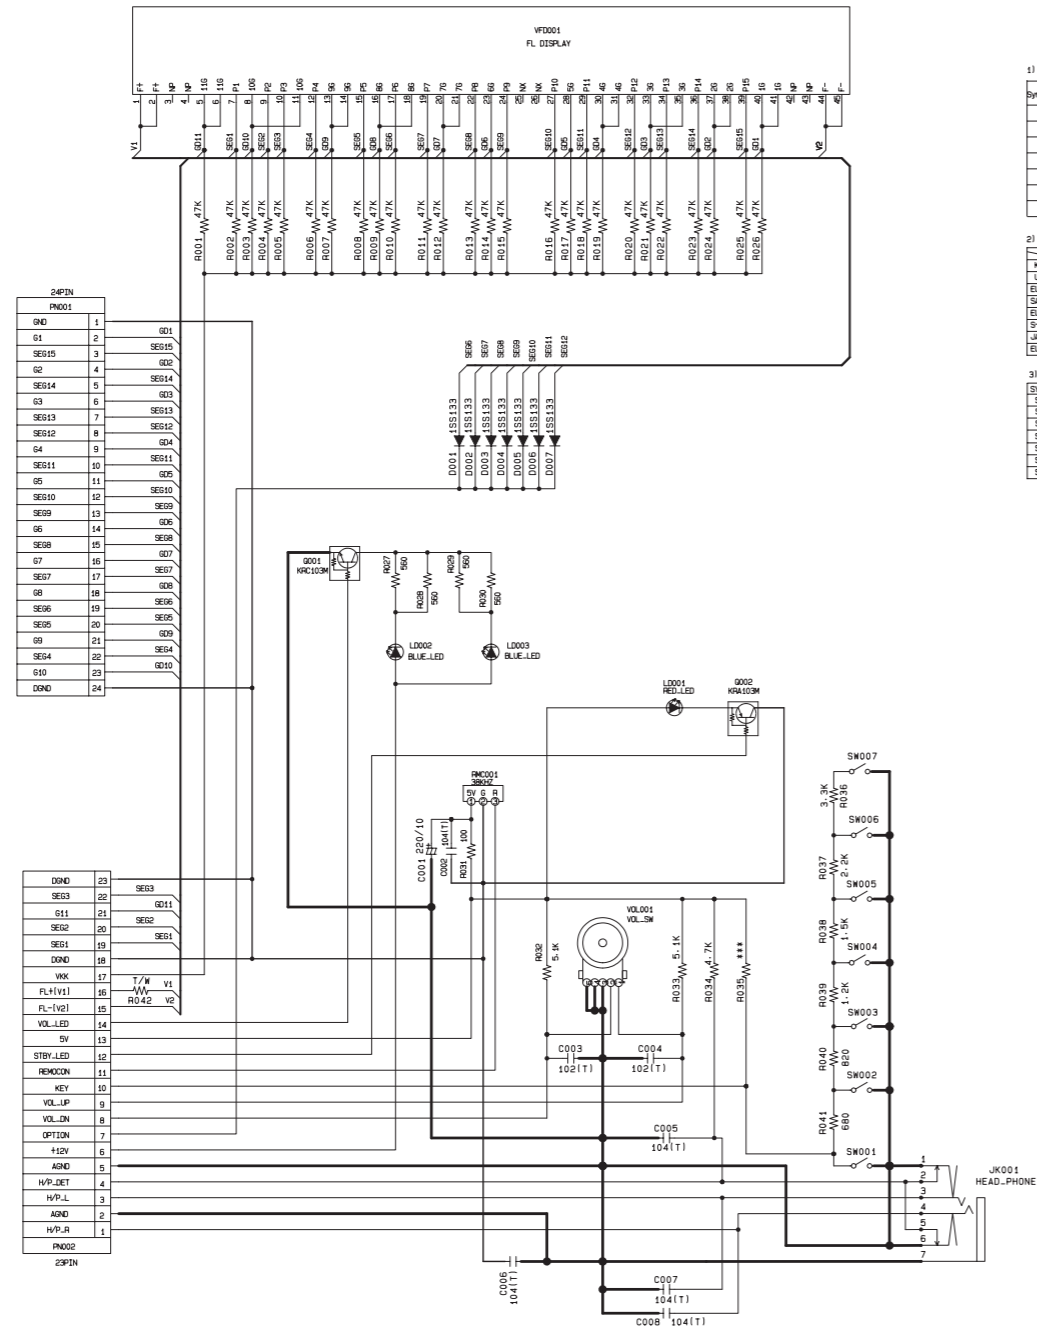 VFD001
FL DISPLAY
1 F+
2 F+
3 NP
4 NP
5 11G
6 11G
7 P1
8 10G
9 P2
10 P3
11 10G
12 P4
13 9G
14 9G
15 P5
16 8G
17 P6
18 8G
19 P7
20 7G
21 7G
22 P8
23 6G
24 P9
25 NX
26 NX
27 P10
28 5G
29 P11
30 4G
31 4G
32 P12
33 3G
34 P13
35 3G
36 P14
37 2G
38 2G
39 P15
40 1G
41 1G
42 NP
43 NP
44 F-
45 F-
V1 GD11 SEG1 GD10 SEG2 SEG3 SEG4 GD9 SEG5 GD8 SEG6 SEG7 GD7 SEG8 GD6 SEG9 SEG10 GD5 SEG11 GD4 SEG12 GD3 SEG13 GD2 SEG15 GD1 V2
R001 47K
R002 47K
R003 47K
R004 47K
R005 47K
R006 47K
R007 47K
R008 47K
R009 47K
R010 47K
R011 47K
R012 47K
R013 47K
R014 47K
R015 47K
R016 47K
R017 47K
R018 47K
R019 47K
R020 47K
R021 47K
R022 47K
R023 47K
R024 47K
R025 47K
R026 47K
1)
2)
3)
24PIN
PN001
GND 1
G1 2 GD1
SEG15 3 SEG15
G2 4 GD2
SEG14 5 SEG14
G3 6 GD3
SEG13 7 SEG13
SEG12 8 SEG12
G4 9 GD4
SEG11 10 SEG11
G5 11 GD5
SEG10 12 SEG10
SEG9 13 SEG9
G6 14 GD6
SEG8 15 SEG8
G7 16 GD7
SEG7 17 SEG7
G8 18 GD8
SEG6 19 SEG6
SEG5 20 SEG5
G9 21 GD9
SEG4 22 SEG4
G10 23 GD10
DGND 24
SEG6 SEG7 SEG8 SEG9 SEG10 SEG11 SEG12
D001 1SS133
D002 1SS133
D003 1SS133
D004 1SS133
D005 1SS133
D006 1SS133
D007 1SS133
Q001
KRC103M
R027 560
R028 560
R029 560
R030 560
LD002
BLUE_LED
LD003
BLUE_LED
LD001
RED_LED
Q002
KRA103M
RMC001
38KHZ
5V G R
1 2 3
C001 220/10
C002 104(T)
R031 100
VOL001
VOL_SW
R032 5.1K
R033 5.1K
R034 4.7K
R035 ***
C003
102(T)
C004
102(T)
C005
104(T)
C006
104(T)
C007
104(T)
C008 104(T)
SW007
3.3K R036
SW006
R037 2.2K
SW005
R038 1.5K
SW004
R039 1.2K
SW003
R040 820
SW002
R041 680
SW001
1
2
3
4
5
6
7
JK001
HEAD_PHONE
DGND 23
SEG3 22 SEG3
G11 21 GD11
SEG2 20 SEG2
SEG1 19 SEG1
DGND 18
VKK 17
FL+(V1) 16 T/W R042 V1
FL-(V2) 15 V2
VOL_LED 14
5V 13
STBY_LED 12
REMOCON 11
KEY 10
VOL_UP 9
VOL_DN 8
OPTION 7
+12V 6
AGND 5
H/P_DET 4
H/P_L 3
AGND 2
H/P_R 1
PN002
23PIN